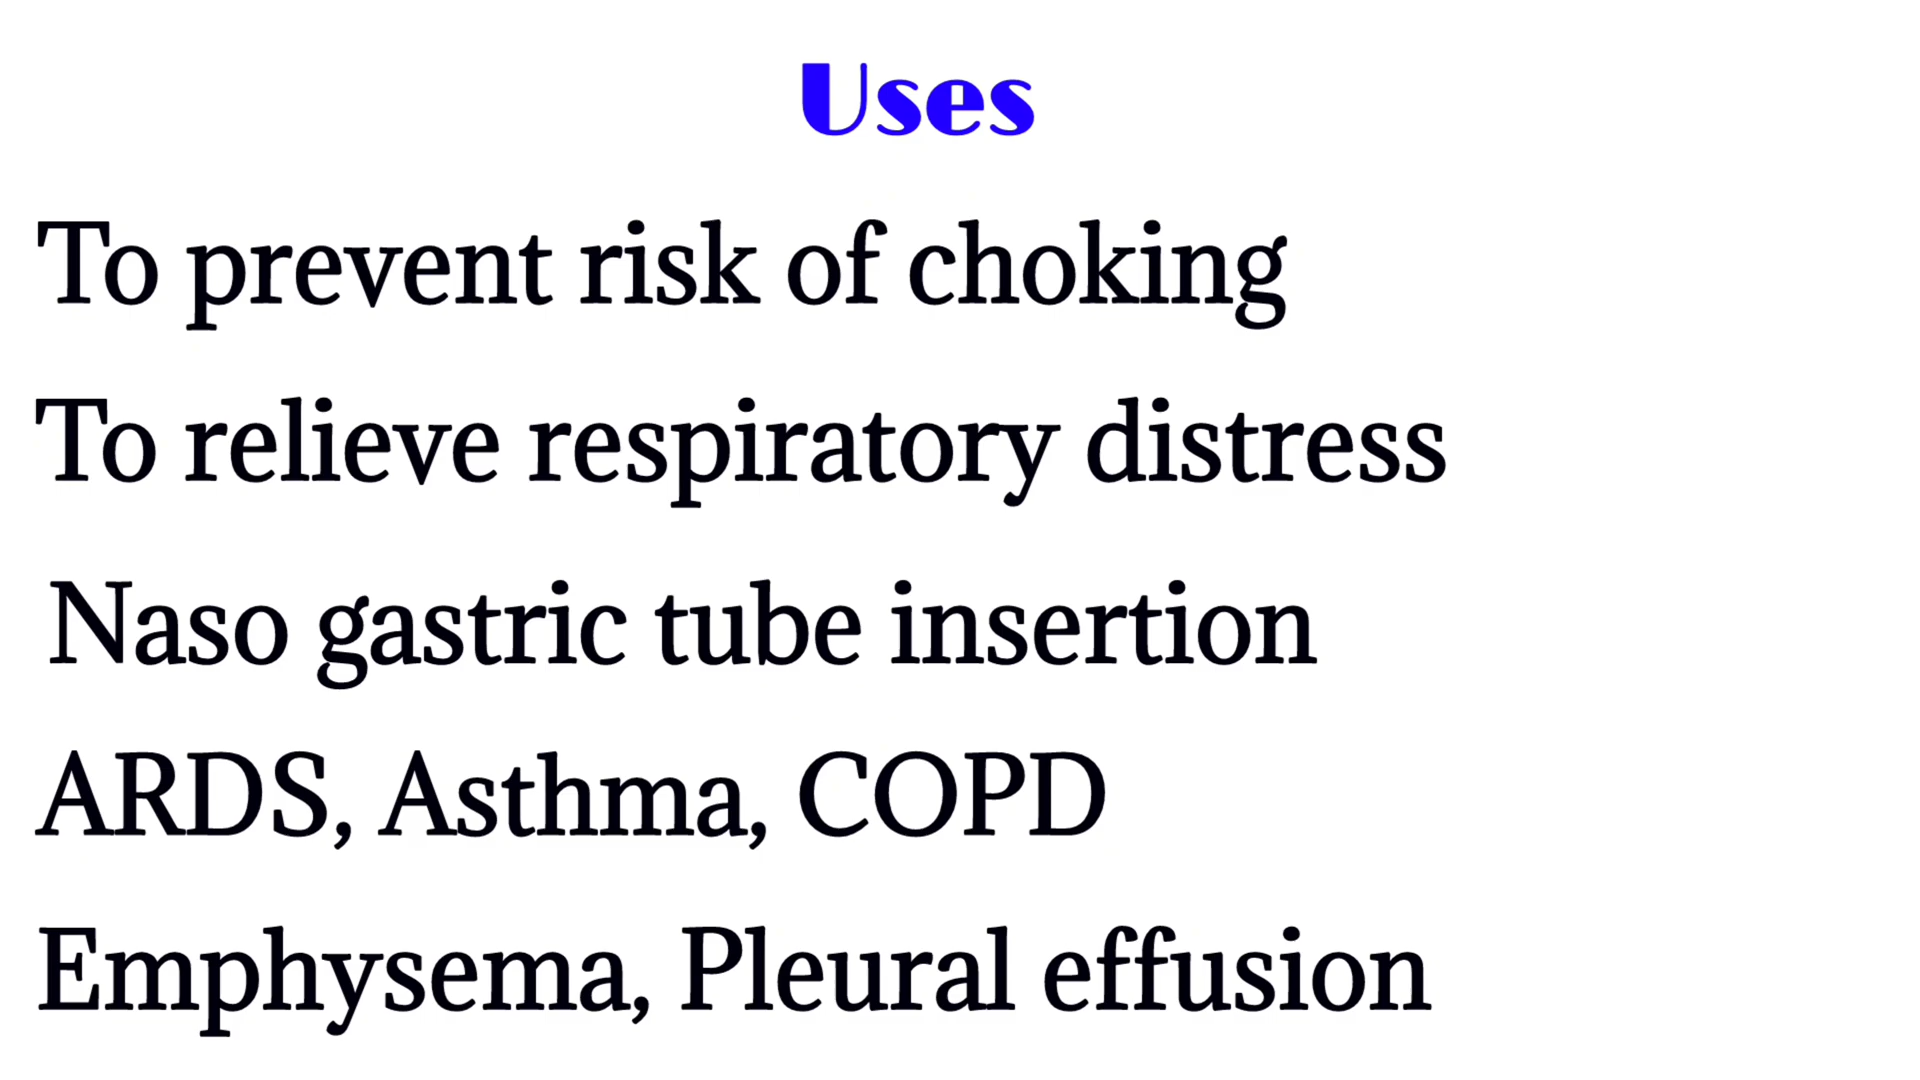 Uses
To prevent risk of choking
To relieve respiratory distress
Naso gastric tube insertion
ARDS, Asthma, COPD
Emphysema, Pleural effusion